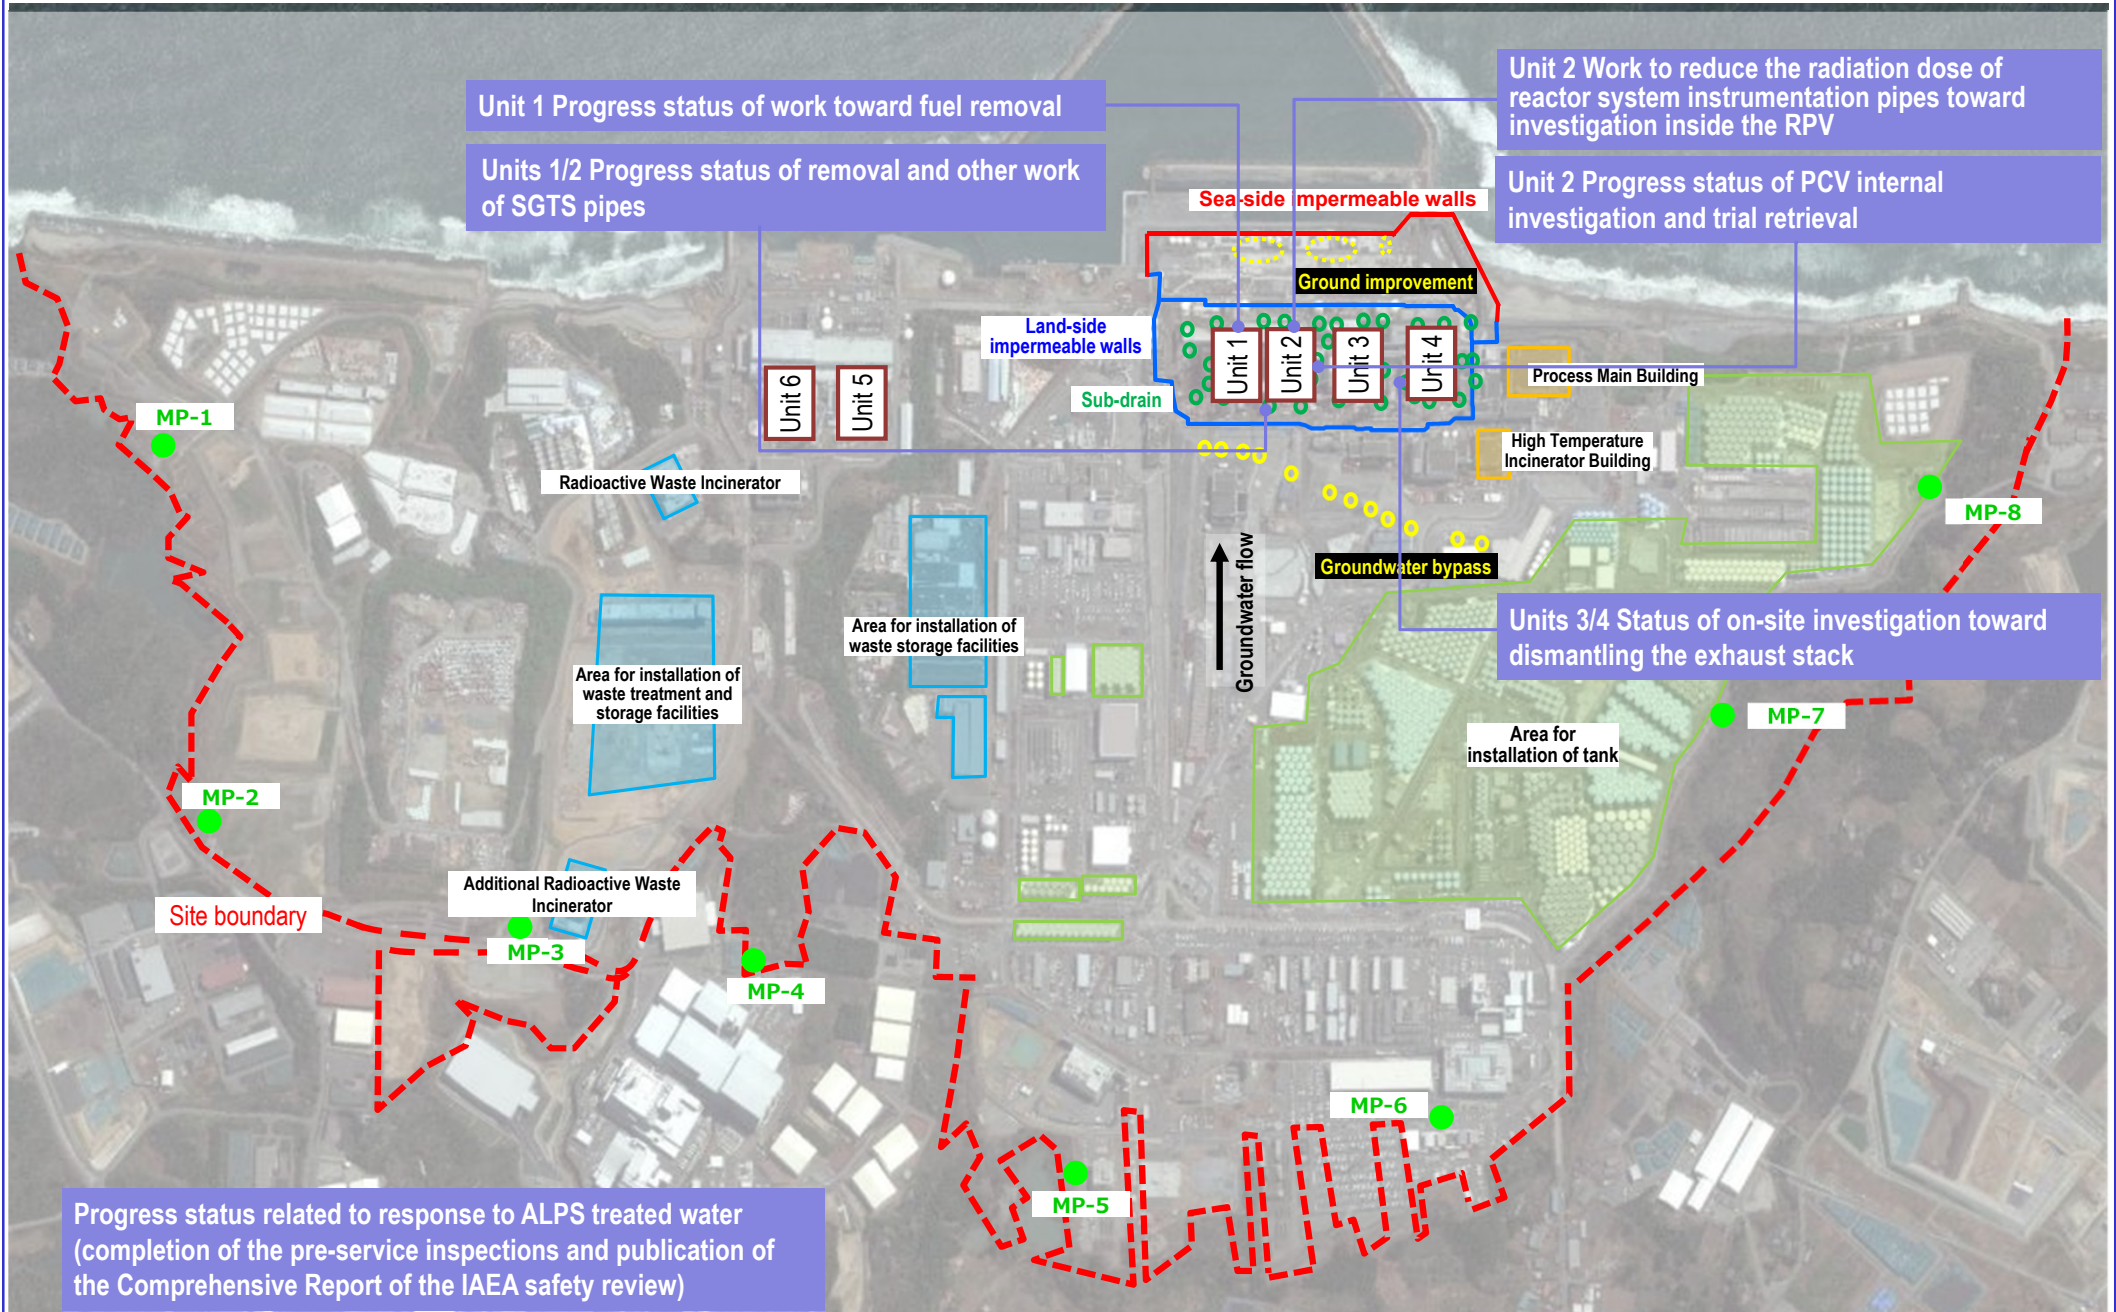 Unit 1 Progress status of work toward fuel removal
Units 1/2 Progress status of removal and other work
of SGTS pipes
Unit 2 Work to reduce the radiation dose of
reactor system instrumentation pipes toward
investigation inside the RPV
Unit 2 Progress status of PCV internal
investigation and trial retrieval
Sea-side impermeable walls
Ground improvement
Land-side
impermeable walls
Sub-drain
Unit 6
Unit 5
Unit 1
Unit 2
Unit 3
Unit 4
Process Main Building
High Temperature
Incinerator Building
MP-1
Radioactive Waste Incinerator
MP-8
Groundwater bypass
Groundwater flow
Units 3/4 Status of on-site investigation toward
dismantling the exhaust stack
Area for installation of
waste storage facilities
Area for installation of
waste treatment and
storage facilities
MP-7
Area for
installation of tank
MP-2
Additional Radioactive Waste
Incinerator
Site boundary
MP-3
MP-4
MP-6
MP-5
Progress status related to response to ALPS treated water
(completion of the pre-service inspections and publication of
the Comprehensive Report of the IAEA safety review)